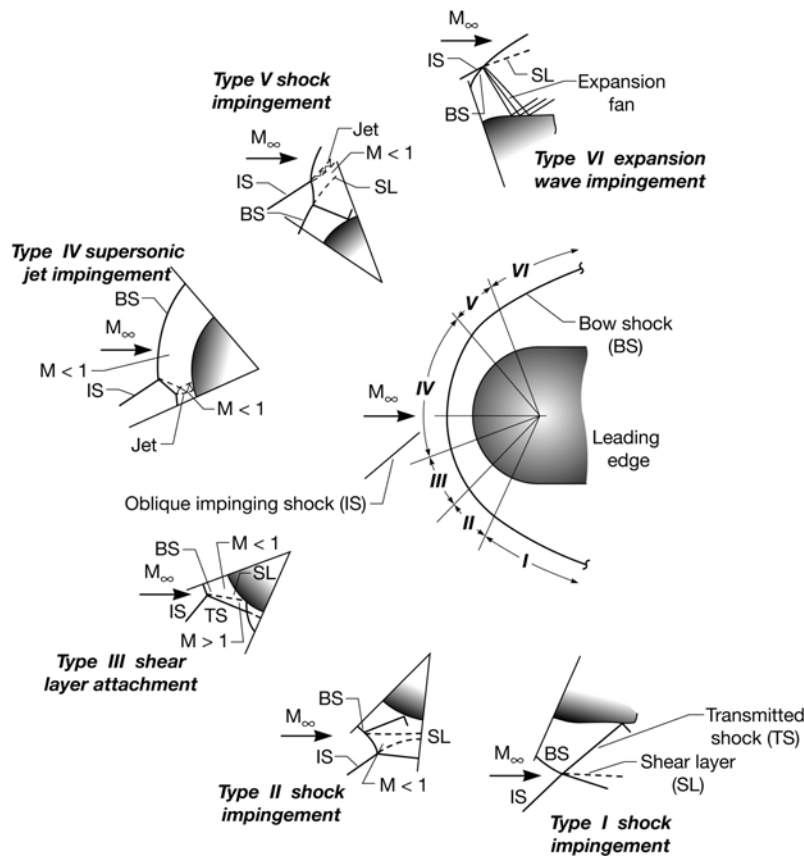 M∞
IS
SL
BS
Expansion
fan
Type VI expansion
wave impingement
Type V shock
impingement
M∞
Jet
M < 1
IS
SL
BS
Type IV supersonic
jet impingement
BS
M∞
M < 1
IS
M < 1
Jet
VI
V
IV
III
II
I
Bow shock
(BS)
M∞
Leading
edge
Oblique impinging shock (IS)
BS
M < 1
M∞
SL
IS
TS
M > 1
Type III shear
layer attachment
BS
M∞
SL
IS
M < 1
Type II shock
impingement
Transmitted
shock (TS)
M∞
BS
Shear layer
(SL)
IS
Type I shock
impingement